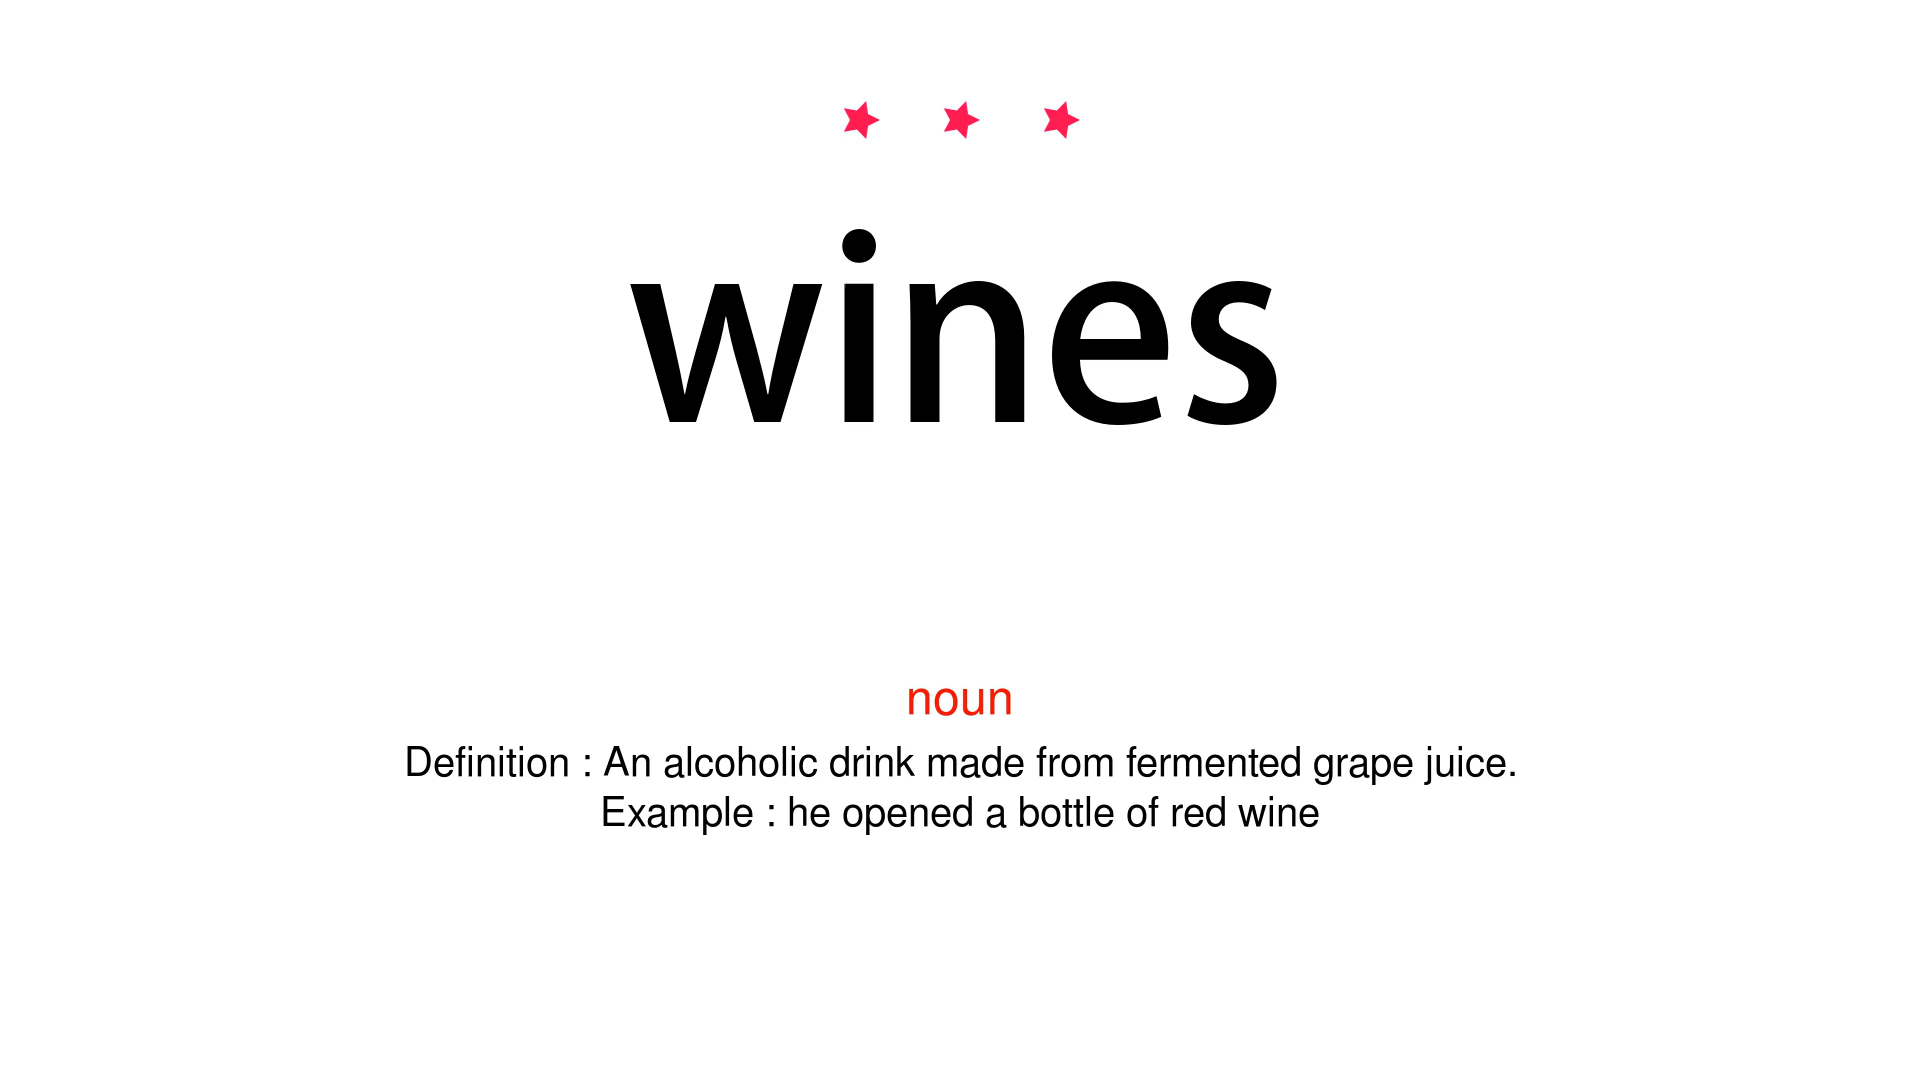 wines
noun
Definition : An alcoholic drink made from fermented grape juice.
Example : he opened a bottle of red wine